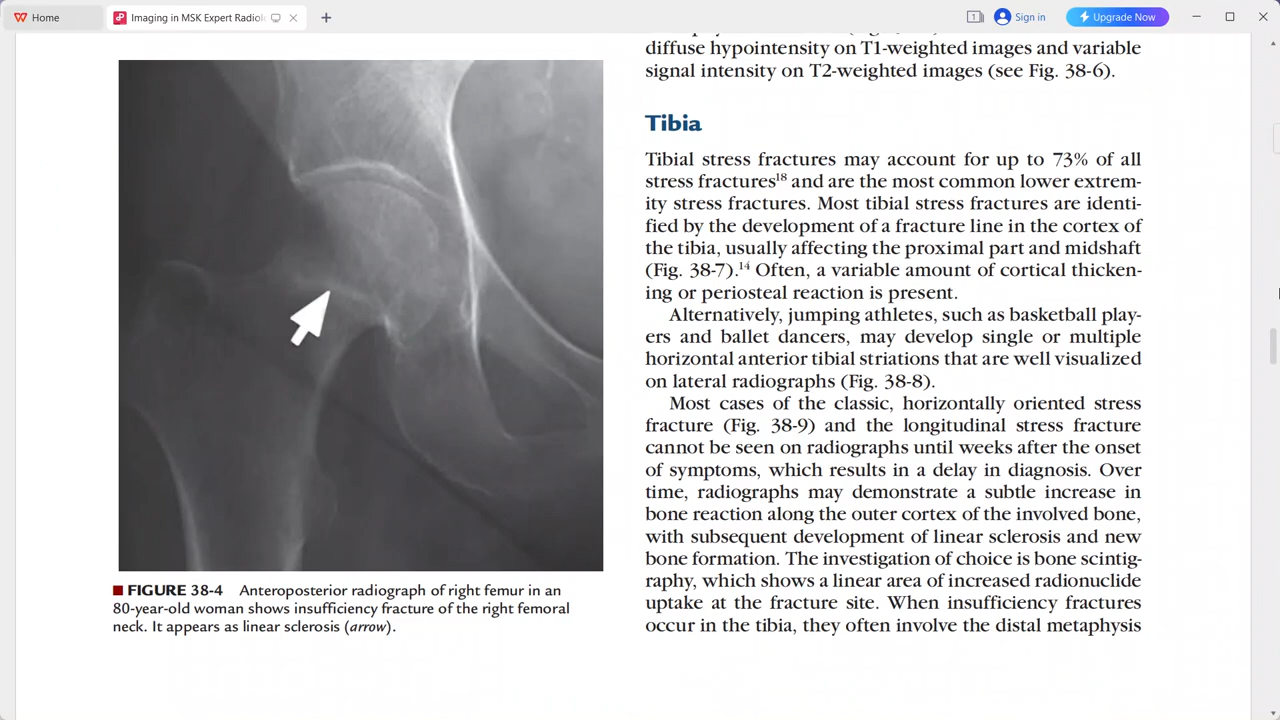 Home
Imaging in MSK Expert Radiol
1
Sign in
Upgrade Now
diffuse hypointensity on T1-weighted images and variable
signal intensity on T2-weighted images (see Fig. 38-6).
Tibia
Tibial stress fractures may account for up to 73% of all
stress fractures18 and are the most common lower extrem-
ity stress fractures. Most tibial stress fractures are identi-
fied by the development of a fracture line in the cortex of
the tibia, usually affecting the proximal part and midshaft
(Fig. 38-7).14 Often, a variable amount of cortical thicken-
ing or periosteal reaction is present.
Alternatively, jumping athletes, such as basketball play-
ers and ballet dancers, may develop single or multiple
horizontal anterior tibial striations that are well visualized
on lateral radiographs (Fig. 38-8).
Most cases of the classic, horizontally oriented stress
fracture (Fig. 38-9) and the longitudinal stress fracture
cannot be seen on radiographs until weeks after the onset
of symptoms, which results in a delay in diagnosis. Over
time, radiographs may demonstrate a subtle increase in
bone reaction along the outer cortex of the involved bone,
with subsequent development of linear sclerosis and new
bone formation. The investigation of choice is bone scintig-
raphy, which shows a linear area of increased radionuclide
uptake at the fracture site. When insufficiency fractures
occur in the tibia, they often involve the distal metaphysis
FIGURE 38-4 Anteroposterior radiograph of right femur in an
80-year-old woman shows insufficiency fracture of the right femoral
neck. It appears as linear sclerosis (arrow).